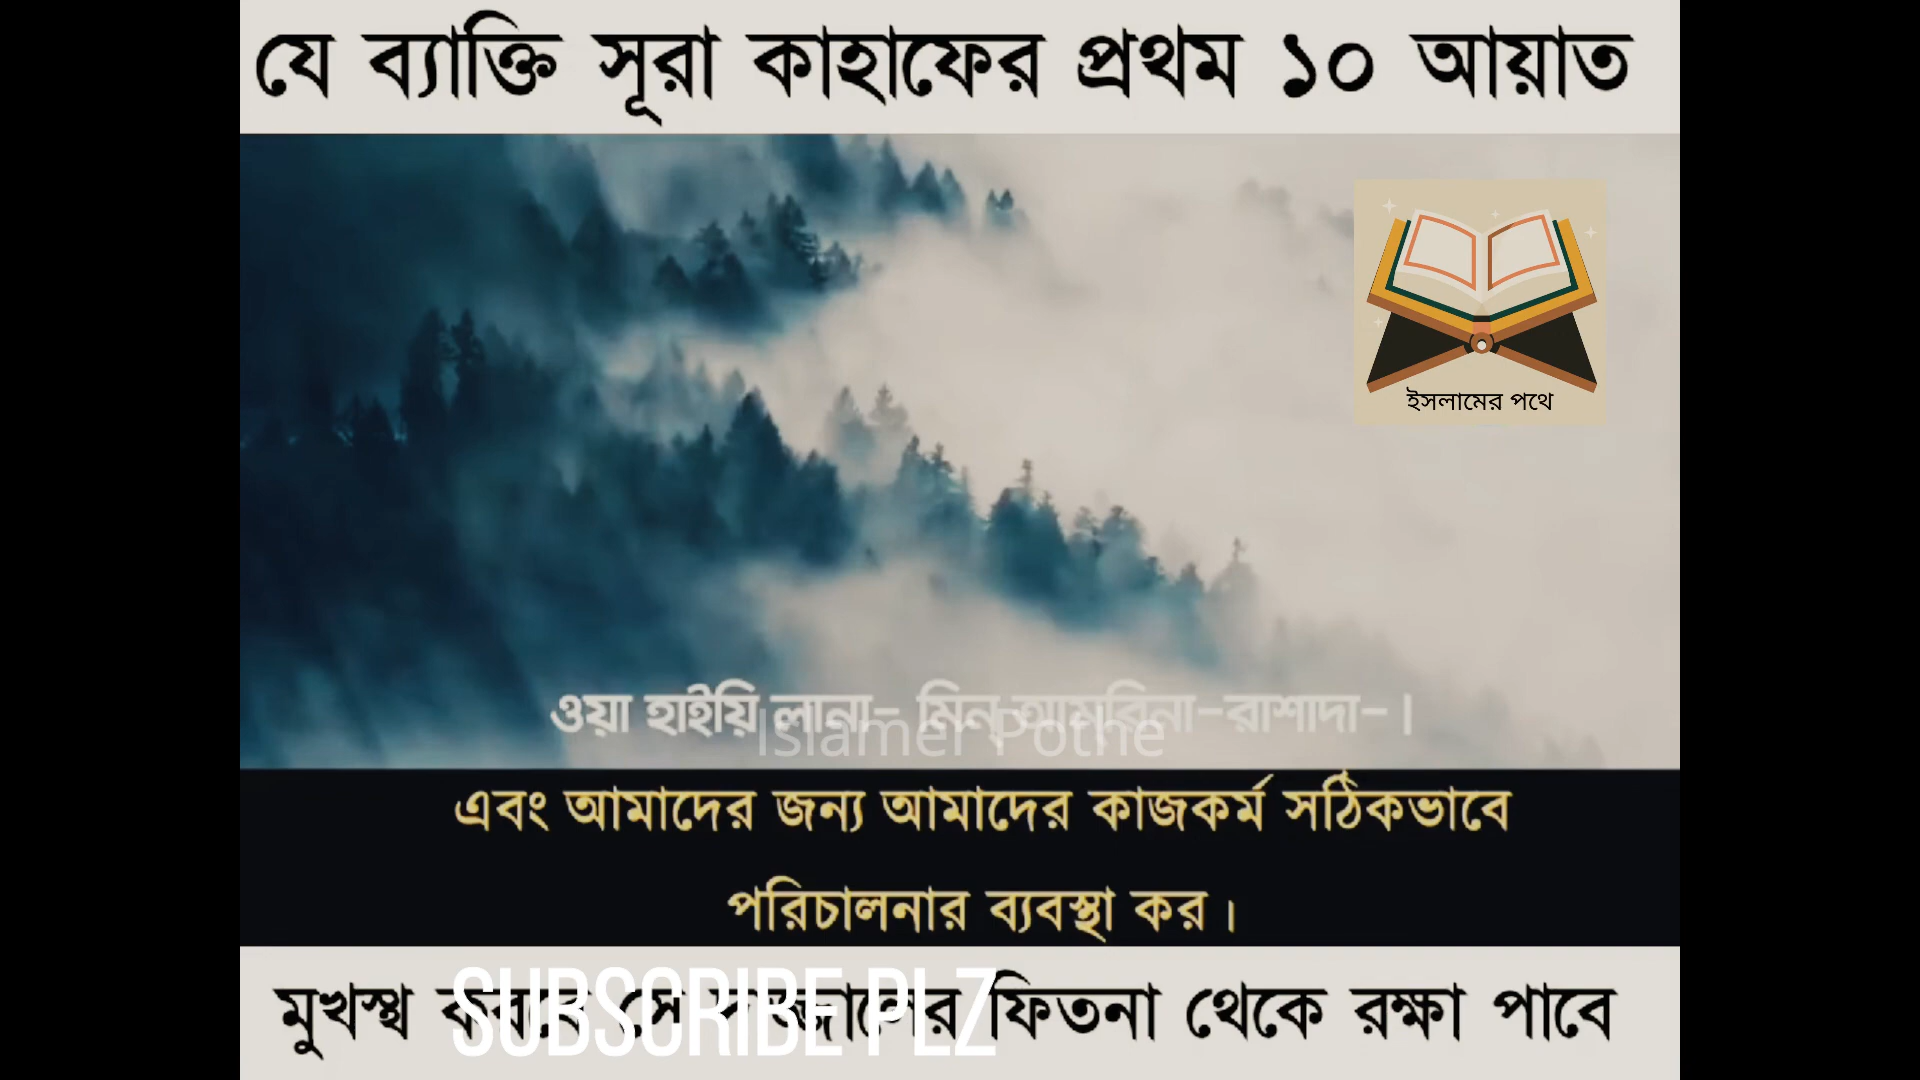 যে ব্যাক্তি সূরা কাহাফের প্রথম ১০ আয়াত
ইসলামের পথে
ওয়া হাইয়ি লানা- মিন্ আমরিনা-রাশাদা-।
Islamer Pothe
এবং আমাদের জন্য আমাদের কাজকর্ম সঠিকভাবে
পরিচালনার ব্যবস্থা কর।
মুখস্থ করবে সে দাজ্জালের ফিতনা থেকে রক্ষা পাবে
SUBSCRIBE PLZ